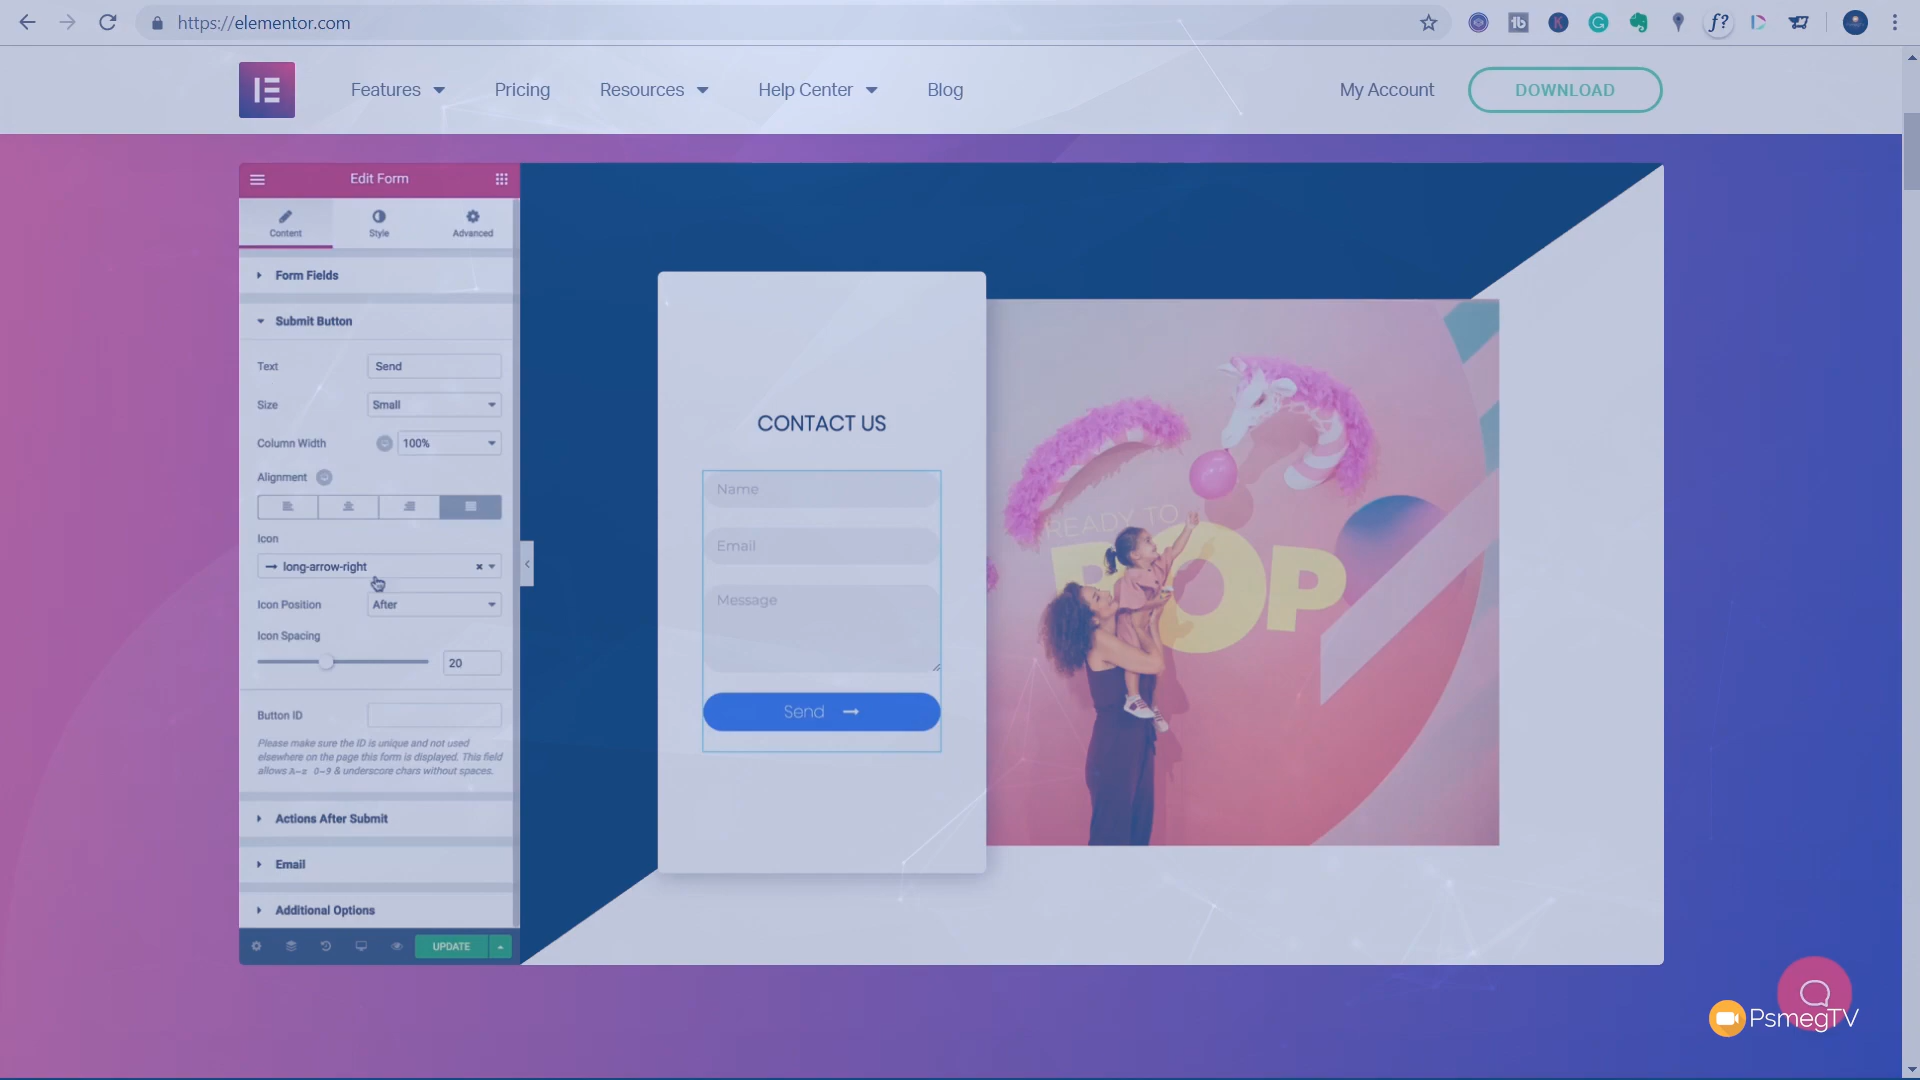 https://elementor.com
Features
Pricing
Resources
Help Center
Blog
My Account
DOWNLOAD
Edit Form
Content
Style
Advanced
Form Fields
Submit Button
Text
Send
Size
Small
Column Width
100%
Alignment
Icon
long-arrow-right
Icon Position
After
Icon Spacing
20
Button ID
Please make sure the ID is unique and not used
elsewhere on the page this form is displayed. This field
allows A-z 0-9 & underscore chars without spaces.
Actions After Submit
Email
Additional Options
UPDATE
CONTACT US
Name
Email
Message
Send
READY TO
POP
PsmegTV